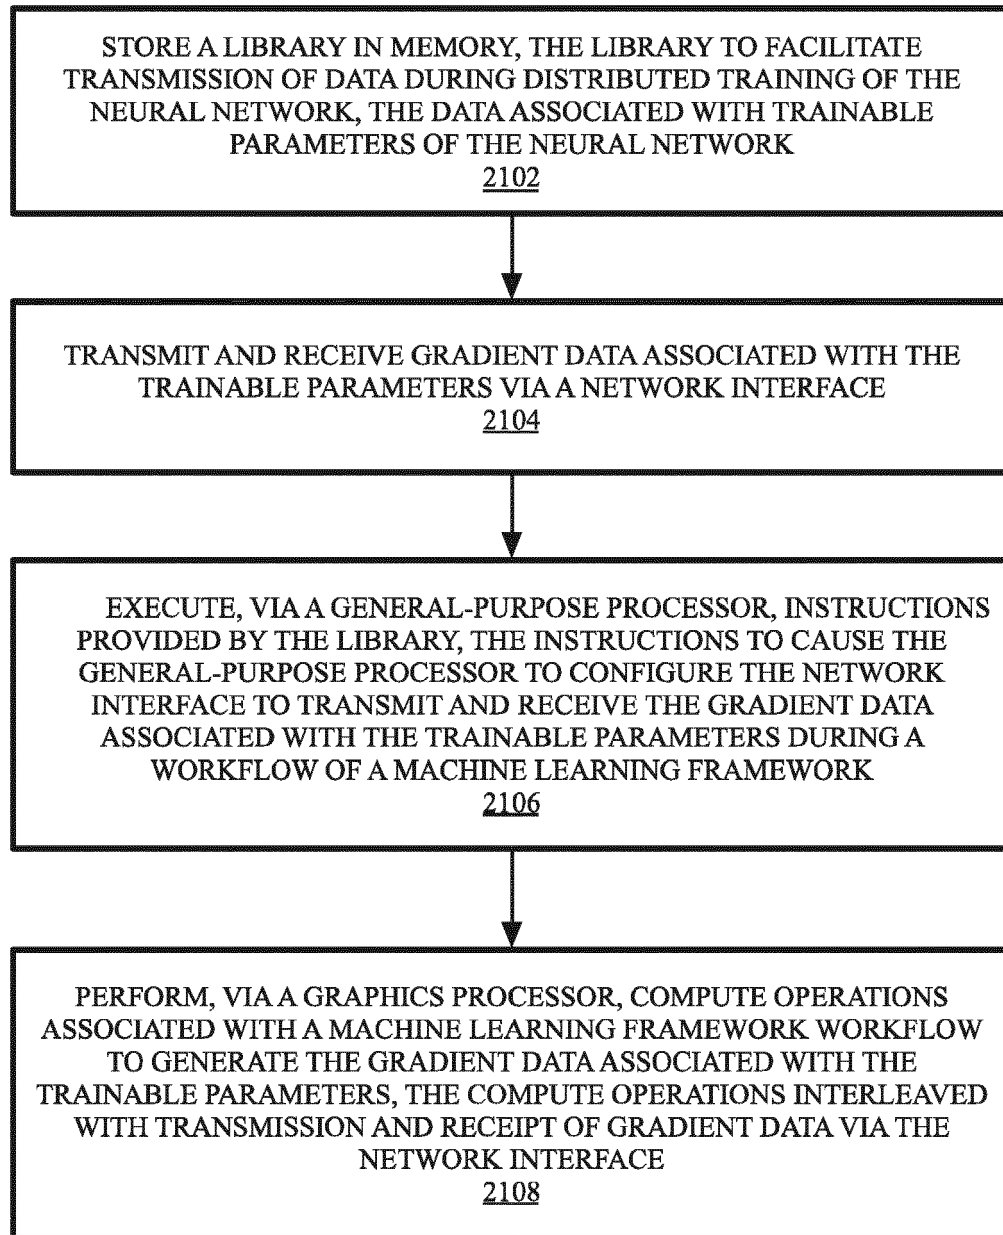 STORE A LIBRARY IN MEMORY, THE LIBRARY TO FACILITATE
TRANSMISSION OF DATA DURING DISTRIBUTED TRAINING OF THE
NEURAL NETWORK, THE DATA ASSOCIATED WITH TRAINABLE
PARAMETERS OF THE NEURAL NETWORK
2102
TRANSMIT AND RECEIVE GRADIENT DATA ASSOCIATED WITH THE
TRAINABLE PARAMETERS VIA A NETWORK INTERFACE
2104
EXECUTE, VIA A GENERAL-PURPOSE PROCESSOR, INSTRUCTIONS
PROVIDED BY THE LIBRARY, THE INSTRUCTIONS TO CAUSE THE
GENERAL-PURPOSE PROCESSOR TO CONFIGURE THE NETWORK
INTERFACE TO TRANSMIT AND RECEIVE THE GRADIENT DATA
ASSOCIATED WITH THE TRAINABLE PARAMETERS DURING A
WORKFLOW OF A MACHINE LEARNING FRAMEWORK
2106
PERFORM, VIA A GRAPHICS PROCESSOR, COMPUTE OPERATIONS
ASSOCIATED WITH A MACHINE LEARNING FRAMEWORK WORKFLOW
TO GENERATE THE GRADIENT DATA ASSOCIATED WITH THE
TRAINABLE PARAMETERS, THE COMPUTE OPERATIONS INTERLEAVED
WITH TRANSMISSION AND RECEIPT OF GRADIENT DATA VIA THE
NETWORK INTERFACE
2108